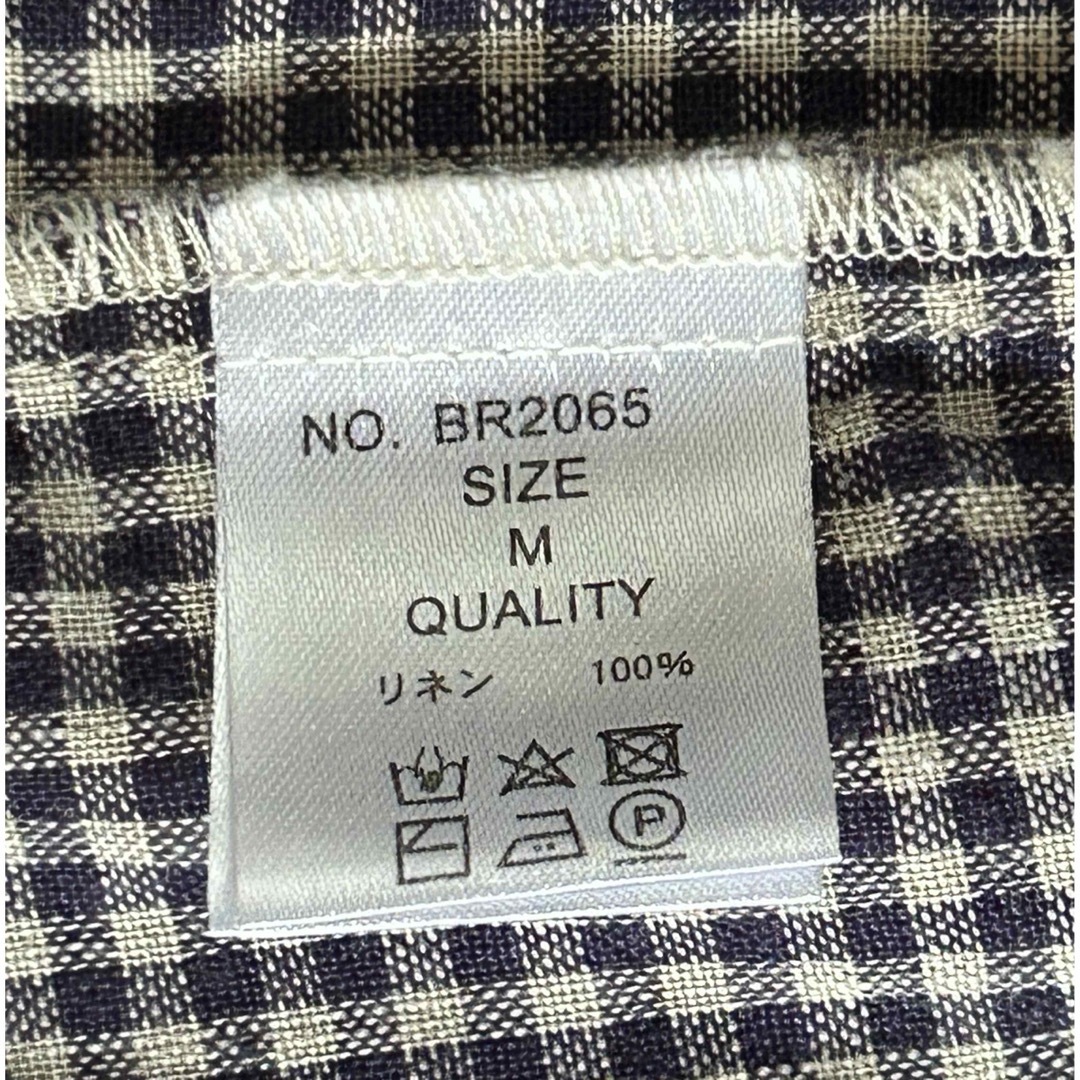 NO. BR2065
SIZE
M
QUALITY
リネン 100%
P